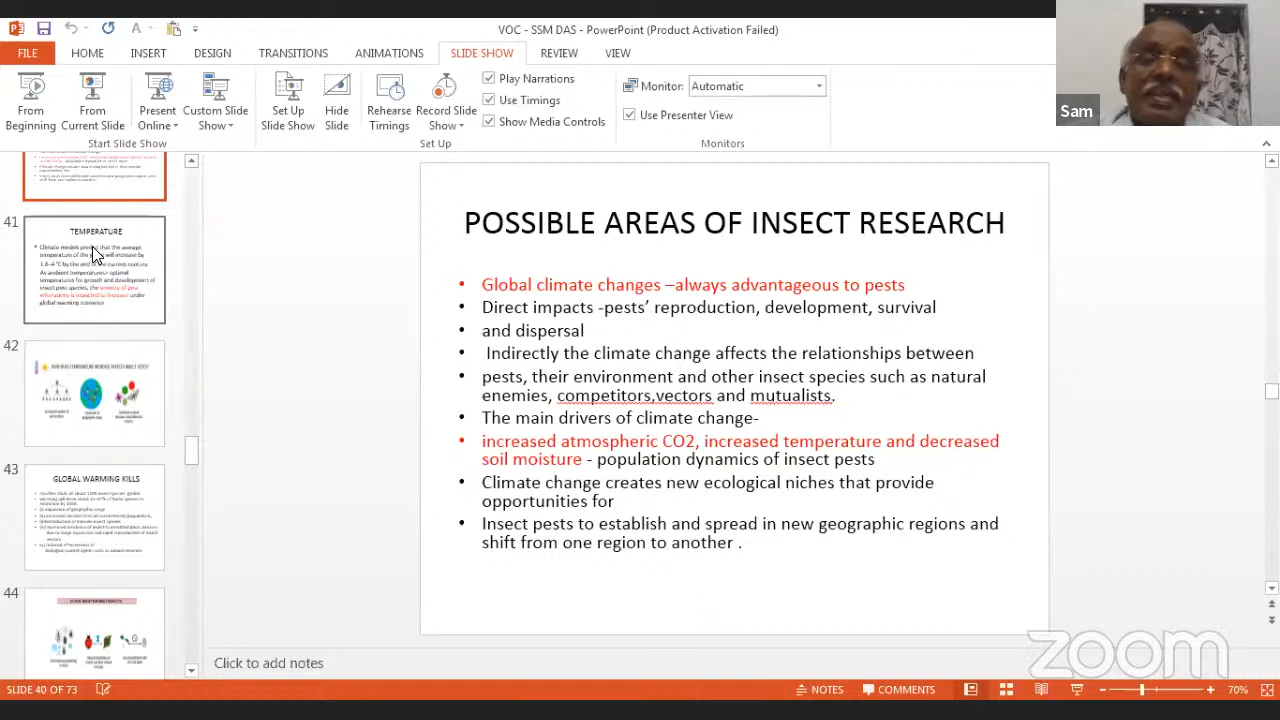 VOC - SSM DAS - PowerPoint (Product Activation Failed)
FILE HOME INSERT DESIGN TRANSITIONS ANIMATIONS SLIDE SHOW REVIEW VIEW
From Beginning
From Current Slide
Present Online
Custom Slide Show
Set Up Slide Show
Hide Slide
Rehearse Timings
Record Slide Show
Play Narrations
Use Timings
Show Media Controls
Monitor: Automatic
Use Presenter View
Start Slide Show
Set Up
Monitors
Sam
41
TEMPERATURE
42
43
GLOBAL WARMING KILLS
44
OVER WINTERING INSECTS
POSSIBLE AREAS OF INSECT RESEARCH
• Global climate changes –always advantageous to pests
• Direct impacts -pests’ reproduction, development, survival
• and dispersal
• Indirectly the climate change affects the relationships between
• pests, their environment and other insect species such as natural
enemies, competitors,vectors and mutualists.
• The main drivers of climate change-
• increased atmospheric CO2, increased temperature and decreased
soil moisture - population dynamics of insect pests
• Climate change creates new ecological niches that provide
opportunities for
• insect pests to establish and spread in new geographic regions and
shift from one region to another .
Click to add notes
zoom
SLIDE 40 OF 73
NOTES
COMMENTS
70%